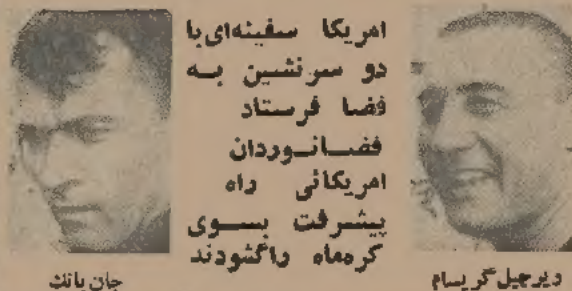 امریکا سفینه‌ای با
دو سرنشین به
فضا فرستاد
فضانوردان
امریکائی راه
پیشرفت بسوی
کره‌ماه راگشودند
ویرجیل گریسام
جان یانگ